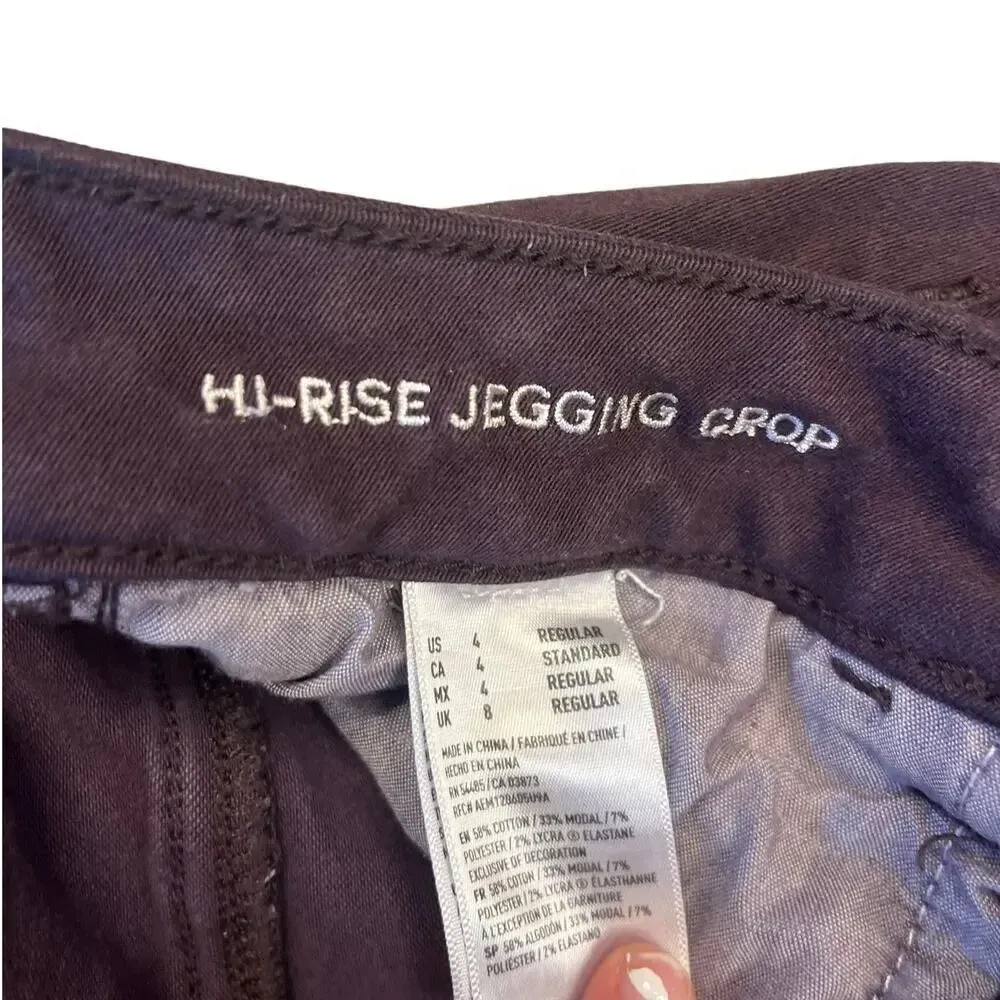 HI-RISE JEGGING CROP
US 4 REGULAR
CA 4 STANDARD
MX 4 REGULAR
UK 8 REGULAR
MADE IN CHINA / FABRIQUÉ EN CHINE /
HECHO EN CHINA
RN 54485 / CA 03873
RFC# AEM120605U9A
EN 58% COTTON / 33% MODAL / 7%
POLYESTER / 2% LYCRA ® ELASTANE
EXCLUSIVE OF DECORATION
FR 58% COTON / 33% MODAL / 7%
POLYESTER / 2% LYCRA ® ÉLASTHANNE
À L'EXCEPTION DE LA GARNITURE
SP 58% ALGODON / 33% MODAL / 7%
POLIÉSTER / 2% ELASTANO